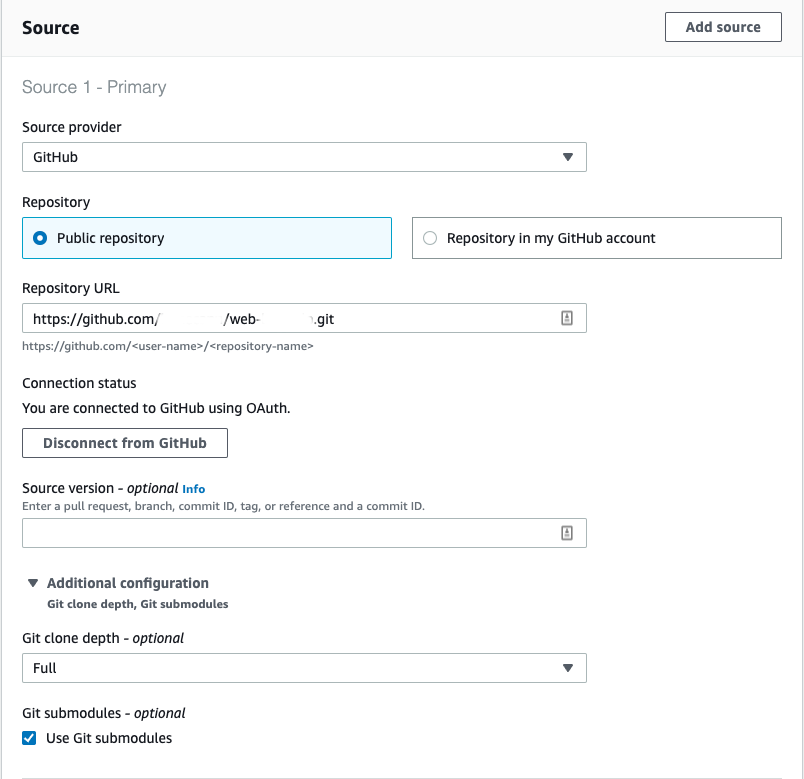 Source
Add source
Source 1 - Primary
Source provider
GitHub
Repository
Public repository
Repository in my GitHub account
Repository URL
https://github.com/ /web- .git
https://github.com/<user-name>/<repository-name>
Connection status
You are connected to GitHub using OAuth.
Disconnect from GitHub
Source version - optional Info
Enter a pull request, branch, commit ID, tag, or reference and a commit ID.
Additional configuration
Git clone depth, Git submodules
Git clone depth - optional
Full
Git submodules - optional
Use Git submodules